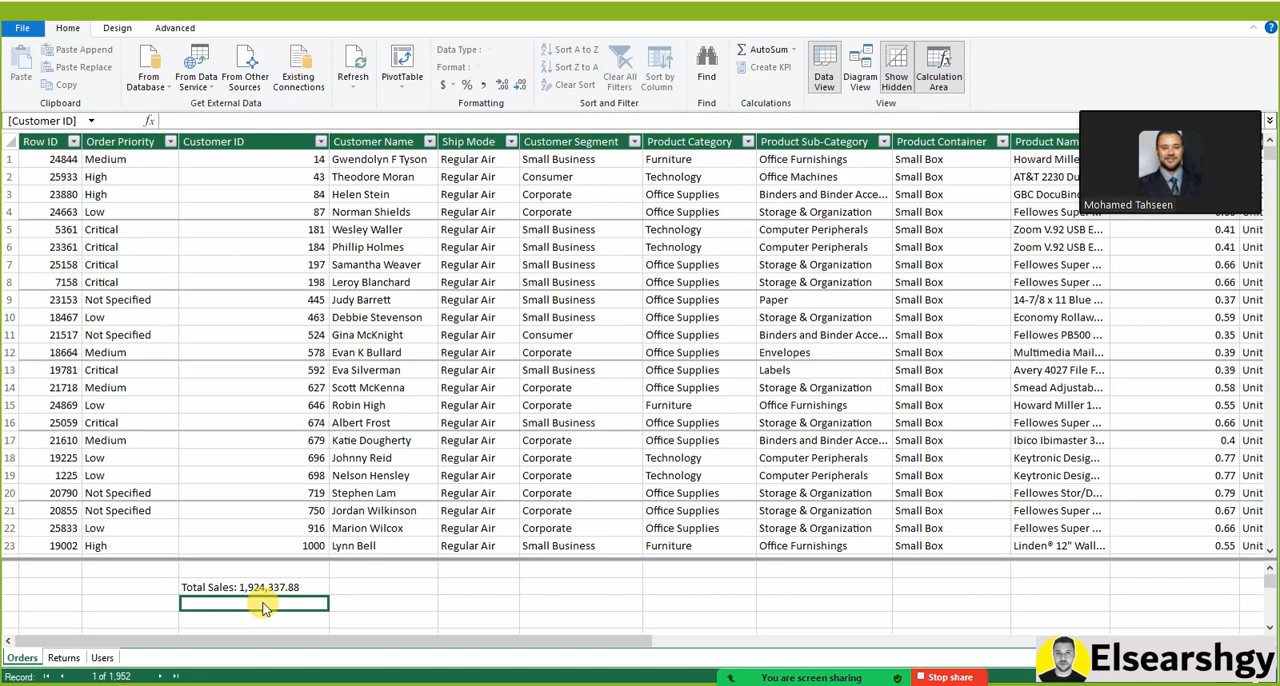 File Home Design Advanced
Paste Paste Append Paste Replace Copy Clipboard
From Database From Data Service From Other Sources Existing Connections Get External Data
Refresh PivotTable
Data Type : Format : $ % Formatting
Sort A to Z Sort Z to A Clear Sort Clear All Filters Sort by Column Sort and Filter
Find Find
AutoSum Create KPI Calculations
Data View Diagram View Show Hidden Calculation Area View
[Customer ID] fx
Row ID Order Priority Customer ID Customer Name Ship Mode Customer Segment Product Category Product Sub-Category Product Container Product Nam
1 24844 Medium 14 Gwendolyn F Tyson Regular Air Small Business Furniture Office Furnishings Small Box Howard Mille
2 25933 High 43 Theodore Moran Regular Air Consumer Technology Office Machines Small Box AT&T 2230 Du
3 23880 High 84 Helen Stein Regular Air Corporate Office Supplies Binders and Binder Acce... Small Box GBC DocuBin
4 24663 Low 87 Norman Shields Regular Air Corporate Office Supplies Storage & Organization Small Box Fellowes Supe
5 5361 Critical 181 Wesley Waller Regular Air Small Business Technology Computer Peripherals Small Box Zoom V.92 USB E... 0.41 Unit
6 23361 Low 184 Phillip Holmes Regular Air Small Business Technology Computer Peripherals Small Box Zoom V.92 USB E... 0.41 Unit
7 25158 Critical 197 Samantha Weaver Regular Air Small Business Office Supplies Storage & Organization Small Box Fellowes Super ... 0.66 Unit
8 7158 Critical 198 Leroy Blanchard Regular Air Small Business Office Supplies Storage & Organization Small Box Fellowes Super ... 0.66 Unit
9 23153 Not Specified 445 Judy Barrett Regular Air Small Business Office Supplies Paper Small Box 14-7/8 x 11 Blue ... 0.37 Unit
10 18467 Low 463 Debbie Stevenson Regular Air Corporate Office Supplies Storage & Organization Small Box Economy Rollaw... 0.59 Unit
11 21517 Not Specified 524 Gina McKnight Regular Air Consumer Office Supplies Binders and Binder Acce... Small Box Fellowes PB500 ... 0.35 Unit
12 18664 Medium 578 Evan K Bullard Regular Air Corporate Office Supplies Envelopes Small Box Multimedia Mail... 0.39 Unit
13 19781 Critical 592 Eva Silverman Regular Air Small Business Office Supplies Labels Small Box Avery 4027 File F... 0.39 Unit
14 21718 Medium 627 Scott McKenna Regular Air Corporate Office Supplies Storage & Organization Small Box Smead Adjustab... 0.58 Unit
15 24869 Low 646 Robin High Regular Air Corporate Furniture Office Furnishings Small Box Howard Miller 1... 0.55 Unit
16 25059 Critical 674 Albert Frost Regular Air Small Business Office Supplies Storage & Organization Small Box Fellowes Super ... 0.66 Unit
17 21610 Medium 679 Katie Dougherty Regular Air Corporate Office Supplies Binders and Binder Acce... Small Box Ibico Ibimaster 3... 0.4 Unit
18 19225 Low 696 Johnny Reid Regular Air Corporate Technology Computer Peripherals Small Box Keytronic Desig... 0.77 Unit
19 1225 Low 698 Nelson Hensley Regular Air Corporate Technology Computer Peripherals Small Box Keytronic Desig... 0.77 Unit
20 20790 Not Specified 719 Stephen Lam Regular Air Corporate Office Supplies Storage & Organization Small Box Fellowes Stor/D... 0.79 Unit
21 20855 Not Specified 750 Jordan Wilkinson Regular Air Corporate Office Supplies Storage & Organization Small Box Fellowes Super ... 0.67 Unit
22 25833 Low 916 Marion Wilcox Regular Air Corporate Office Supplies Storage & Organization Small Box Fellowes Super ... 0.66 Unit
23 19002 High 1000 Lynn Bell Regular Air Small Business Furniture Office Furnishings Small Box Linden® 12" Wall... 0.55 Unit
Mohamed Tahseen
Total Sales: 1,924,337.88
Orders Returns Users
Record: 1 of 1,952
You are screen sharing Stop share
Elsearshgy